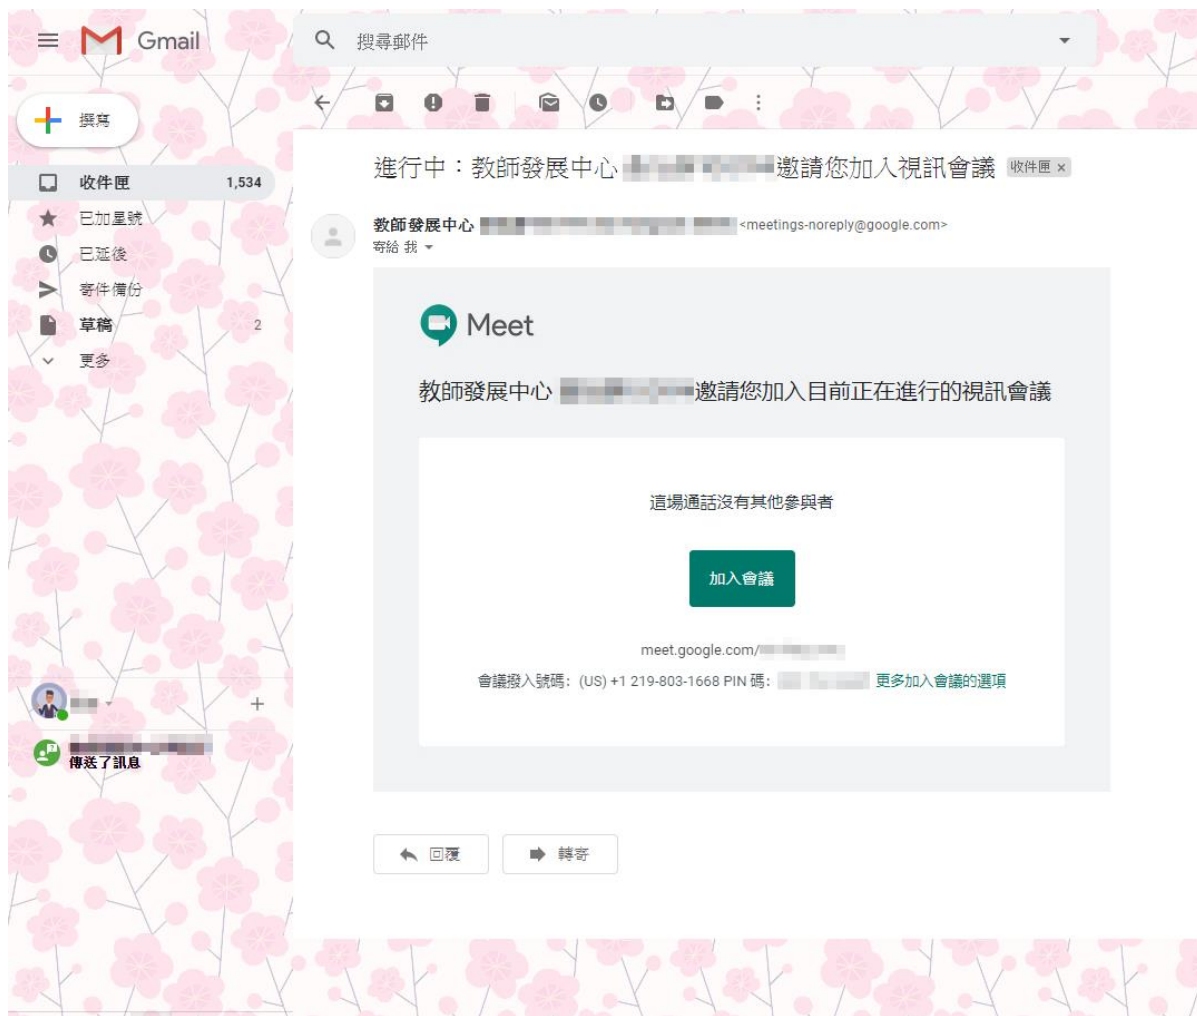 Gmail
搜尋郵件
撰寫
收件匣 1,534
已加星號
已延後
寄件備份
草稿 2
更多
進行中：教師發展中心 邀請您加入視訊會議 收件匣 x
教師發展中心 <meetings-noreply@google.com>
寄給 我
Meet
教師發展中心 邀請您加入目前正在進行的視訊會議
這場通話沒有其他參與者
加入會議
meet.google.com/
會議撥入號碼：(US) +1 219-803-1668 PIN 碼： 更多加入會議的選項
傳送了訊息
回覆
轉寄